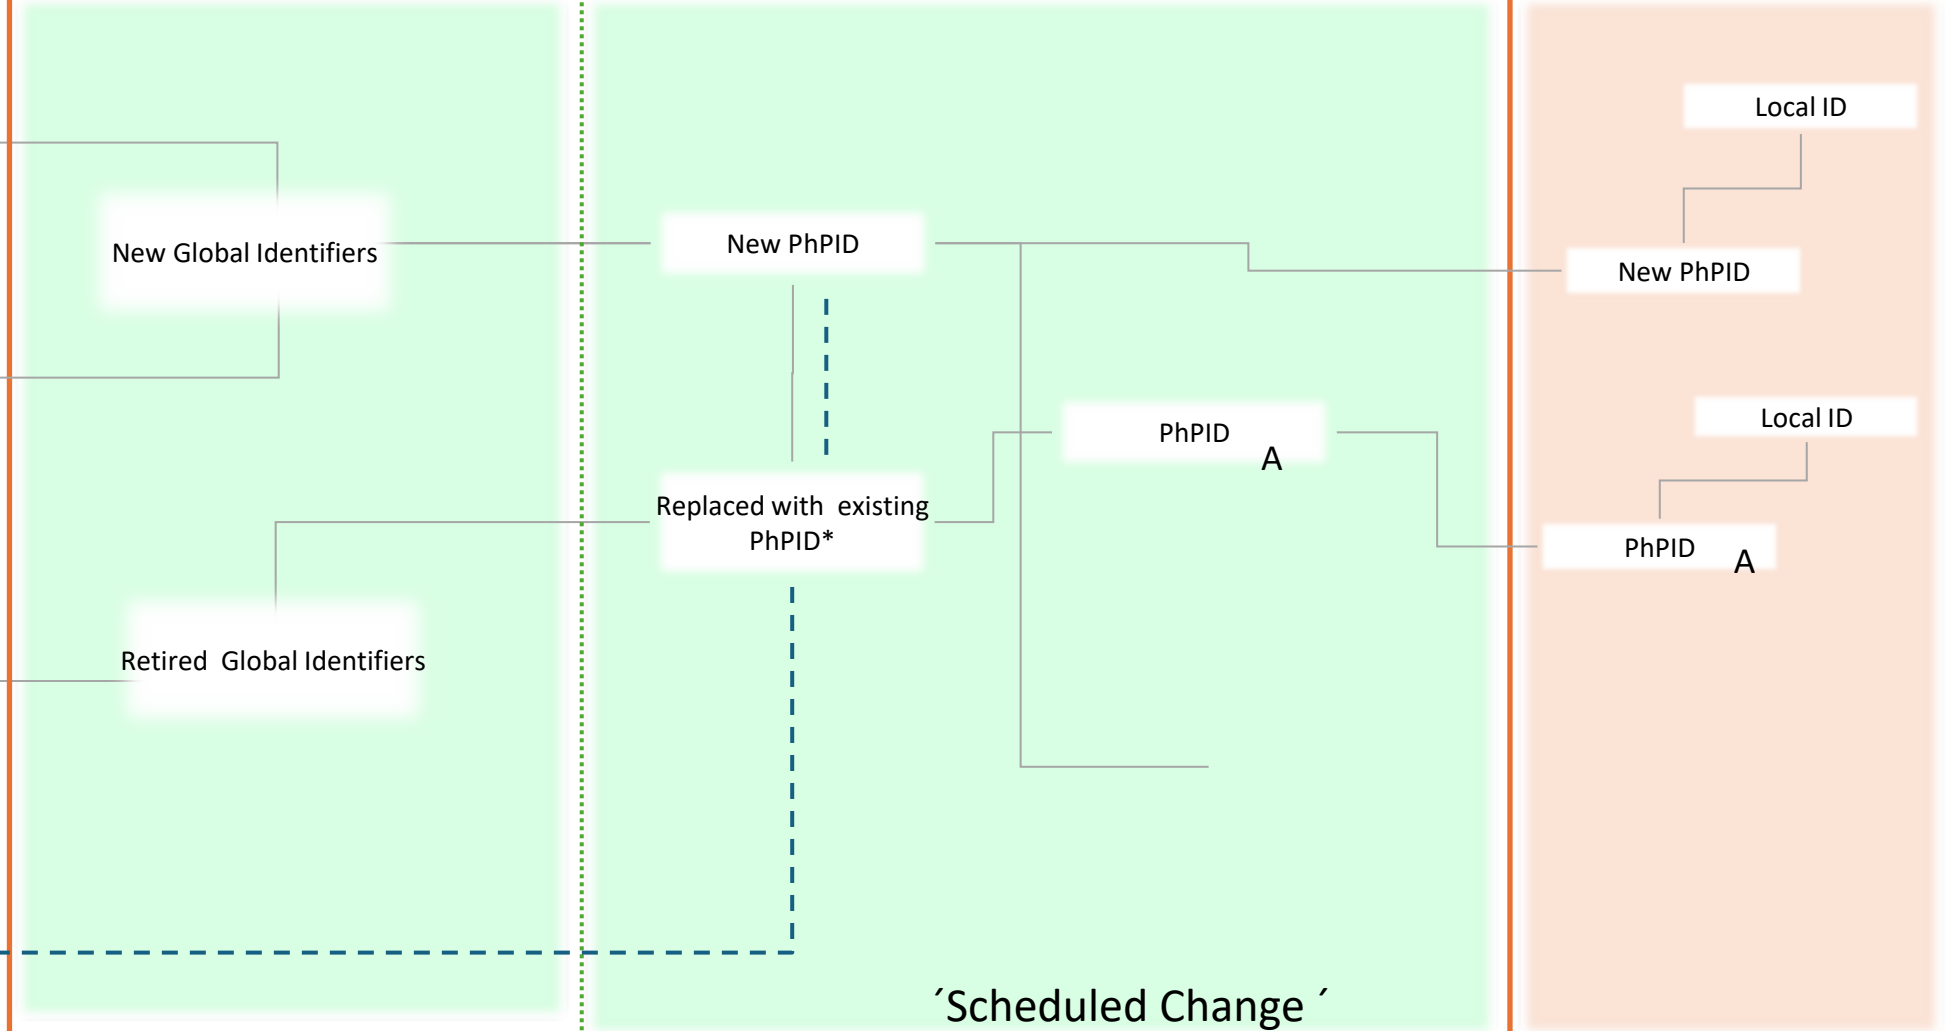 Local ID
New Global Identifiers
New PhPID
New PhPID
Local ID
PhPID
A
Replaced with  existing
PhPID*
PhPID
A
Retired  Global Identifiers
´Scheduled Change ´